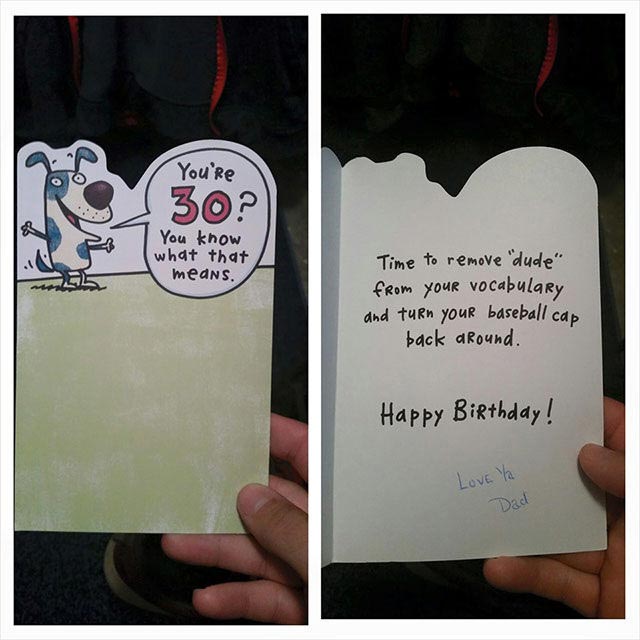 You're
30?
You know
what that
means.
Time to remove "dude"
from your vocabulary
and turn your baseball cap
back around.
Happy Birthday!
Love Ya
Dad